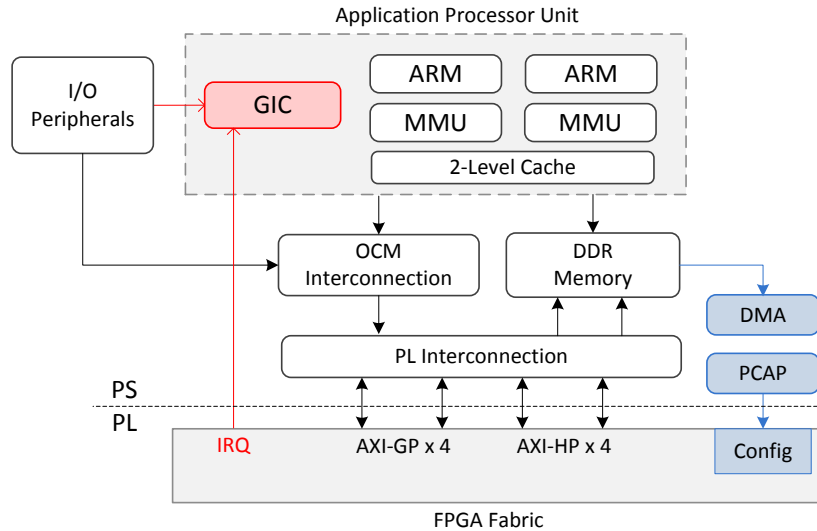 Application Processor Unit
I/O
Peripherals
GIC
ARM
ARM
MMU
MMU
2-Level Cache
OCM
Interconnection
DDR
Memory
DMA
PL Interconnection
PCAP
PS
PL
IRQ
AXI-GP x 4
AXI-HP x 4
Config
FPGA Fabric